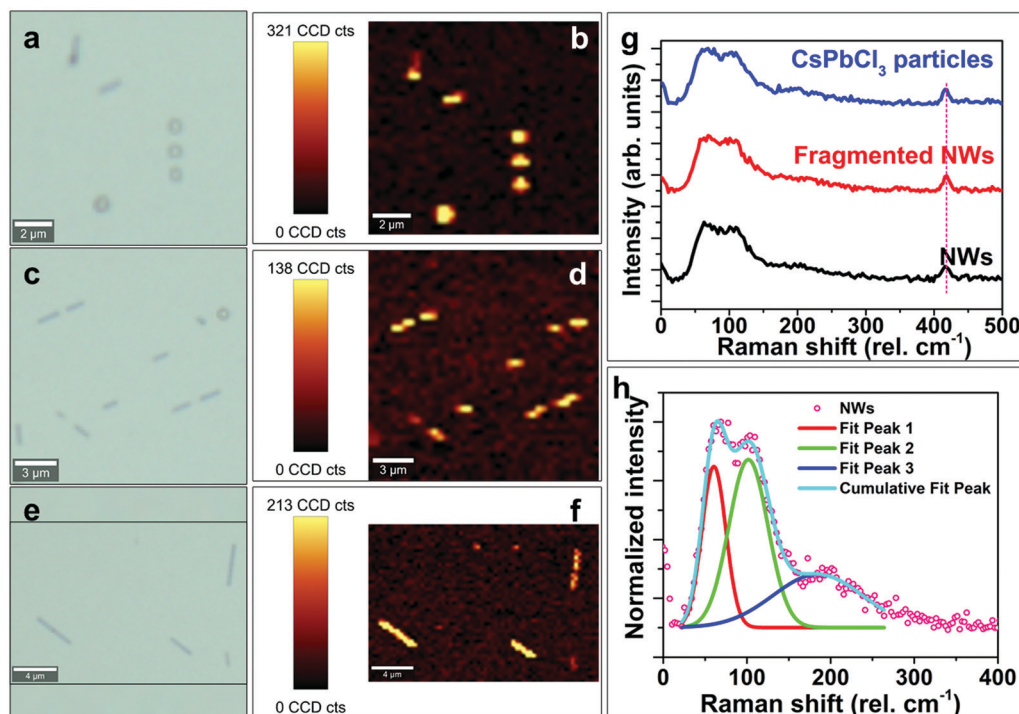 a
2 µm
321 CCD cts
0 CCD cts
b
2 µm
c
3 µm
138 CCD cts
0 CCD cts
d
3 µm
e
4 µm
213 CCD cts
0 CCD cts
f
4 µm
g
CsPbCl₃ particles
Fragmented NWs
NWs
Intensity (arb. units)
0 100 200 300 400 500
Raman shift (rel. cm⁻¹)
h
NWs
Fit Peak 1
Fit Peak 2
Fit Peak 3
Cumulative Fit Peak
Normalized intensity
0 100 200 300 400
Raman shift (rel. cm⁻¹)